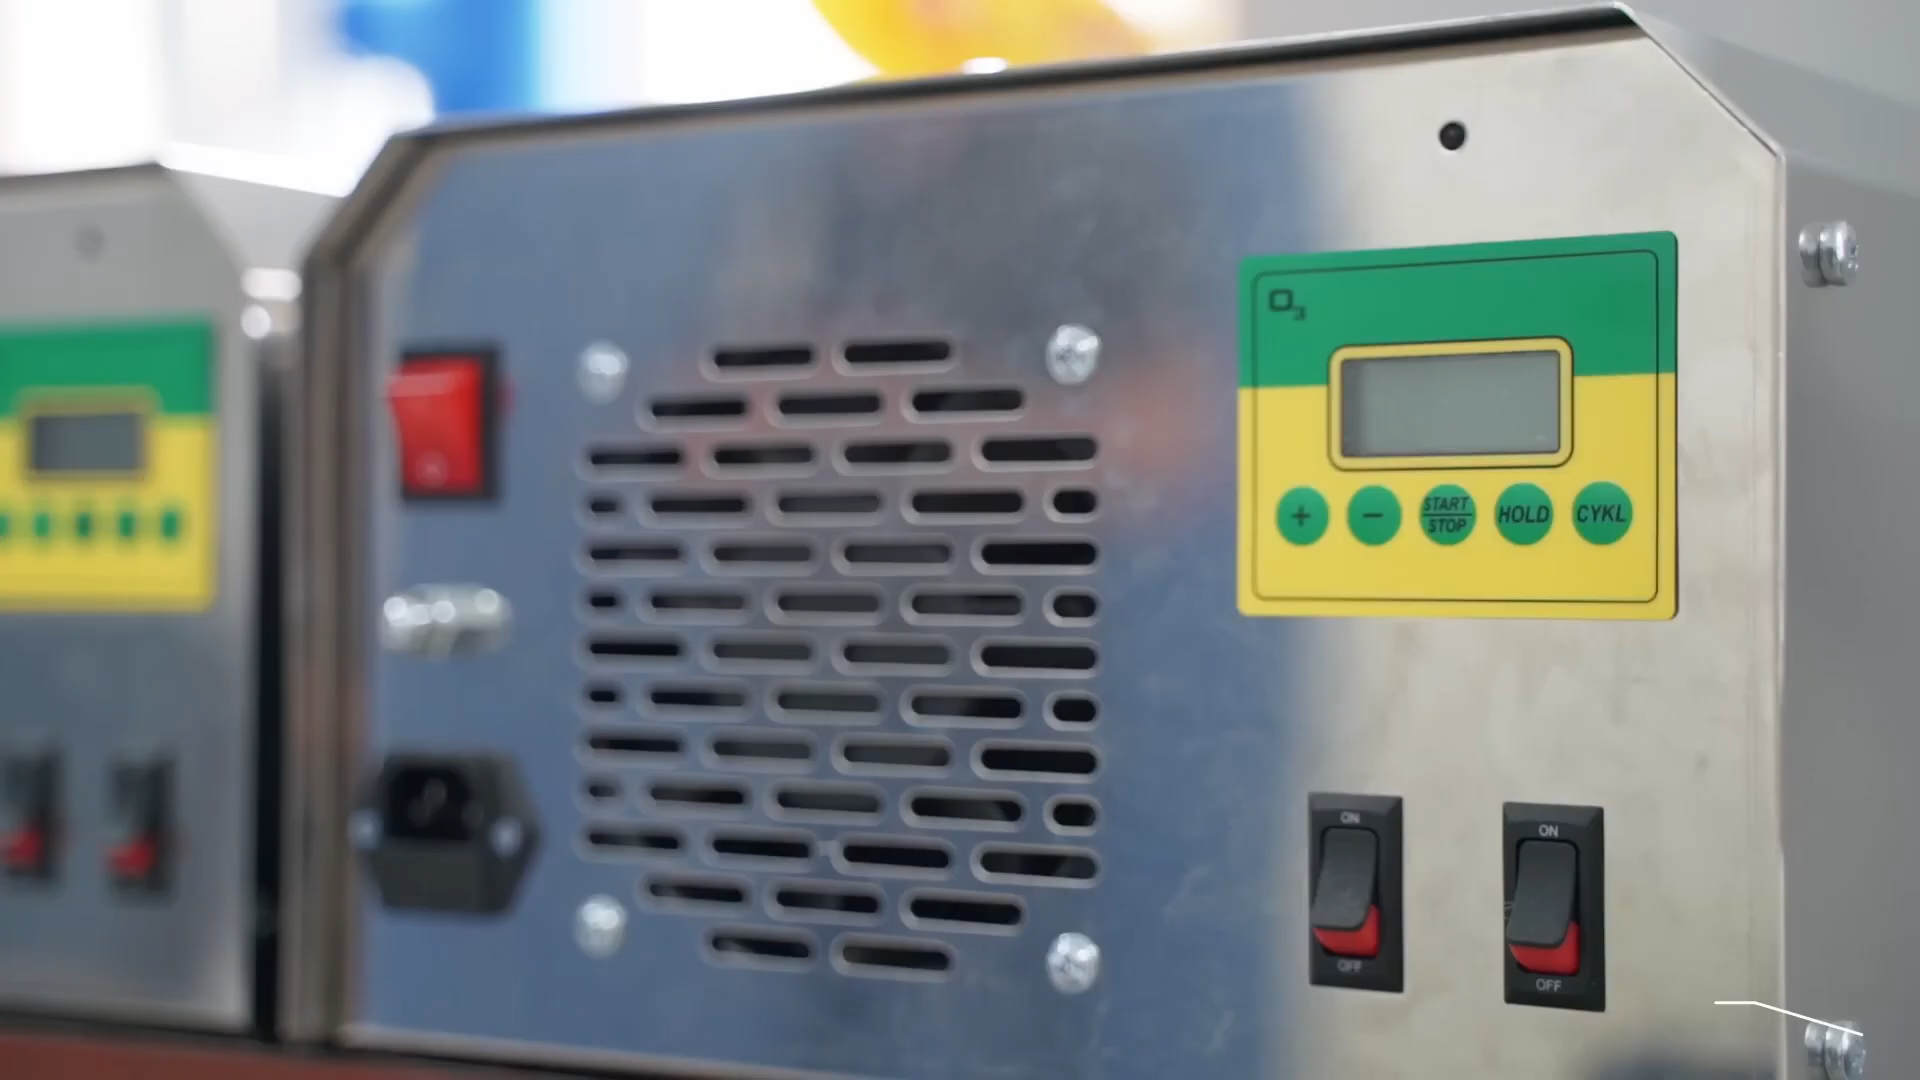 O3
+
−
START
STOP
HOLD
CYKL
ON
OFF
ON
OFF